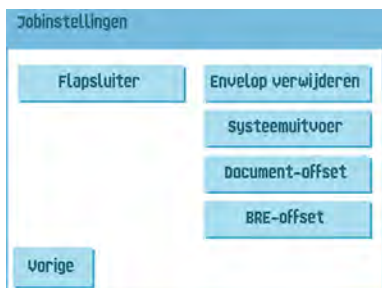 Jobinstellingen
Flapsluiter
Envelop verwijderen
Systeemuitvoer
Document-offset
BRE-offset
Vorige